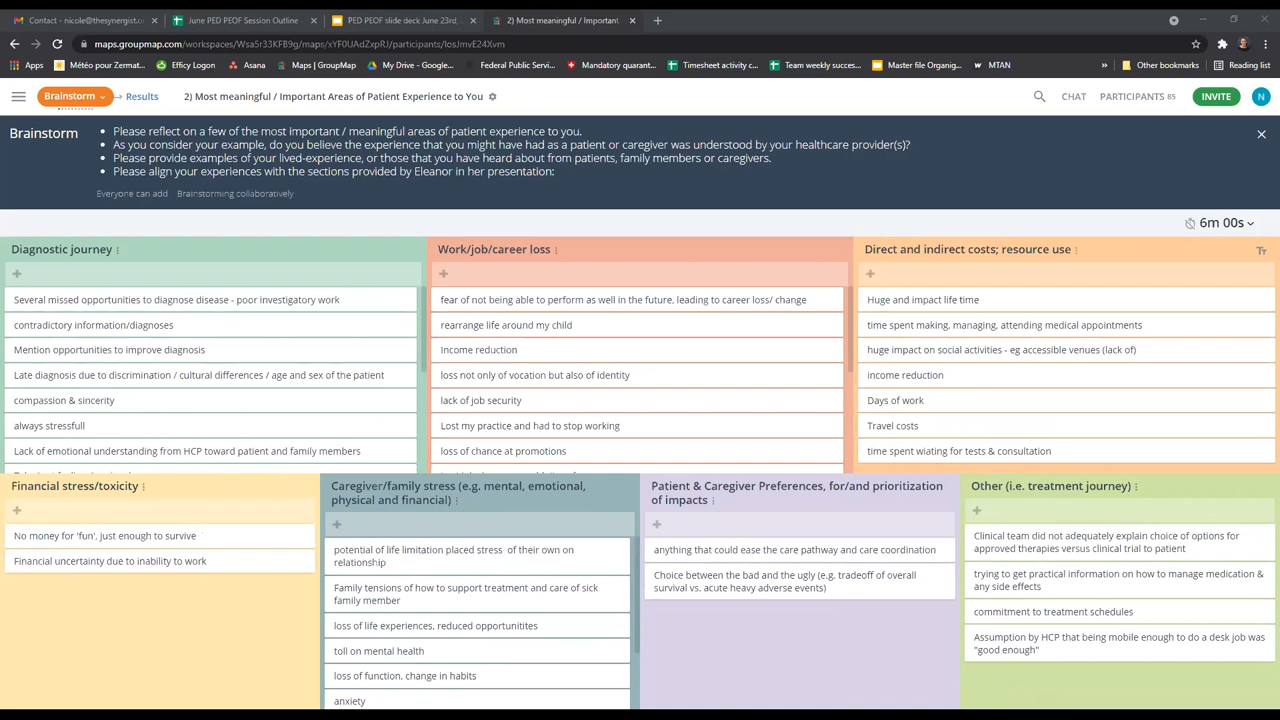 Contact - nicole@thesynergist.or
June PED PEOF Session Outline
PED PEOF slide deck June 23rd,
2) Most meaningful / Important
maps.groupmap.com/workspaces/Wsa5r33KFB9g/maps/xYF0UAdZxpRJ/participants/losJmvE24Xvm
Apps
Météo pour Zermat...
Efficy Logon
Asana
Maps | GroupMap
My Drive - Google...
Federal Public Servi...
Mandatory quarant...
Timesheet activity c...
Team weekly succes...
Master file Organig...
MTAN
Other bookmarks
Reading list
Brainstorm
Results
2) Most meaningful / Important Areas of Patient Experience to You
CHAT
PARTICIPANTS 85
INVITE
N
Brainstorm
• Please reflect on a few of the most important / meaningful areas of patient experience to you.
• As you consider your example, do you believe the experience that you might have had as a patient or caregiver was understood by your healthcare provider(s)?
• Please provide examples of your lived-experience, or those that you have heard about from patients, family members or caregivers.
• Please align your experiences with the sections provided by Eleanor in her presentation:
Everyone can add
Brainstorming collaboratively
6m 00s
Diagnostic journey
Several missed opportunities to diagnose disease - poor investigatory work
contradictory information/diagnoses
Mention opportunities to improve diagnosis
Late diagnosis due to discrimination / cultural differences / age and sex of the patient
compassion & sincerity
always stressfull
Lack of emotional understanding from HCP toward patient and family members
Work/job/career loss
fear of not being able to perform as well in the future, leading to career loss/ change
rearrange life around my child
Income reduction
loss not only of vocation but also of identity
lack of job security
Lost my practice and had to stop working
loss of chance at promotions
Direct and indirect costs; resource use
Huge and impact life time
time spent making, managing, attending medical appointments
huge impact on social activities - eg accessible venues (lack of)
income reduction
Days of work
Travel costs
time spent wiating for tests & consultation
Financial stress/toxicity
No money for 'fun', just enough to survive
Financial uncertainty due to inability to work
Caregiver/family stress (e.g. mental, emotional,
physical and financial)
potential of life limitation placed stress of their own on
relationship
Family tensions of how to support treatment and care of sick
family member
loss of life experiences, reduced opportunitites
toll on mental health
loss of function, change in habits
anxiety
Patient & Caregiver Preferences, for/and prioritization
of impacts
anything that could ease the care pathway and care coordination
Choice between the bad and the ugly (e.g. tradeoff of overall
survival vs. acute heavy adverse events)
Other (i.e. treatment journey)
Clinical team did not adequately explain choice of options for
approved therapies versus clinical trial to patient
trying to get practical information on how to manage medication &
any side effects
commitment to treatment schedules
Assumption by HCP that being mobile enough to do a desk job was
"good enough"